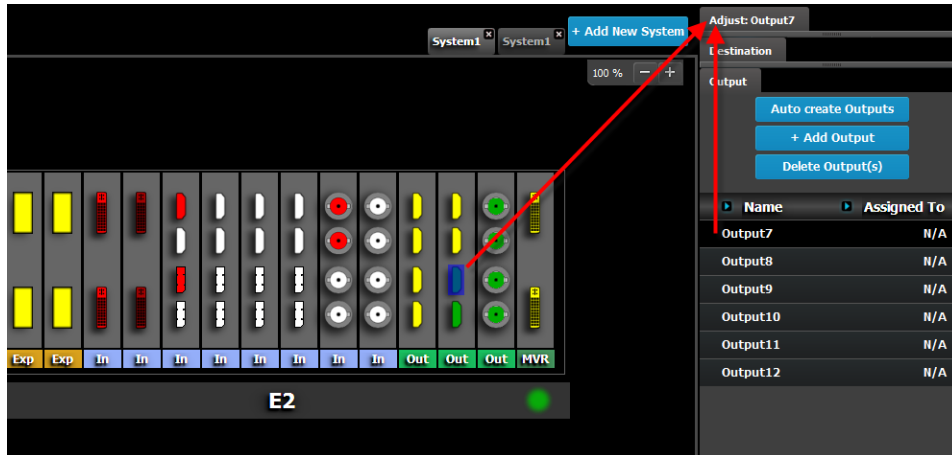 System1
System1
+ Add New System
100 %
Exp Exp In In In In In In In In Out Out Out MVR
E2
Adjust: Output7
Destination
Output
Auto create Outputs
+ Add Output
Delete Output(s)
Name Assigned To
Output7 N/A
Output8 N/A
Output9 N/A
Output10 N/A
Output11 N/A
Output12 N/A